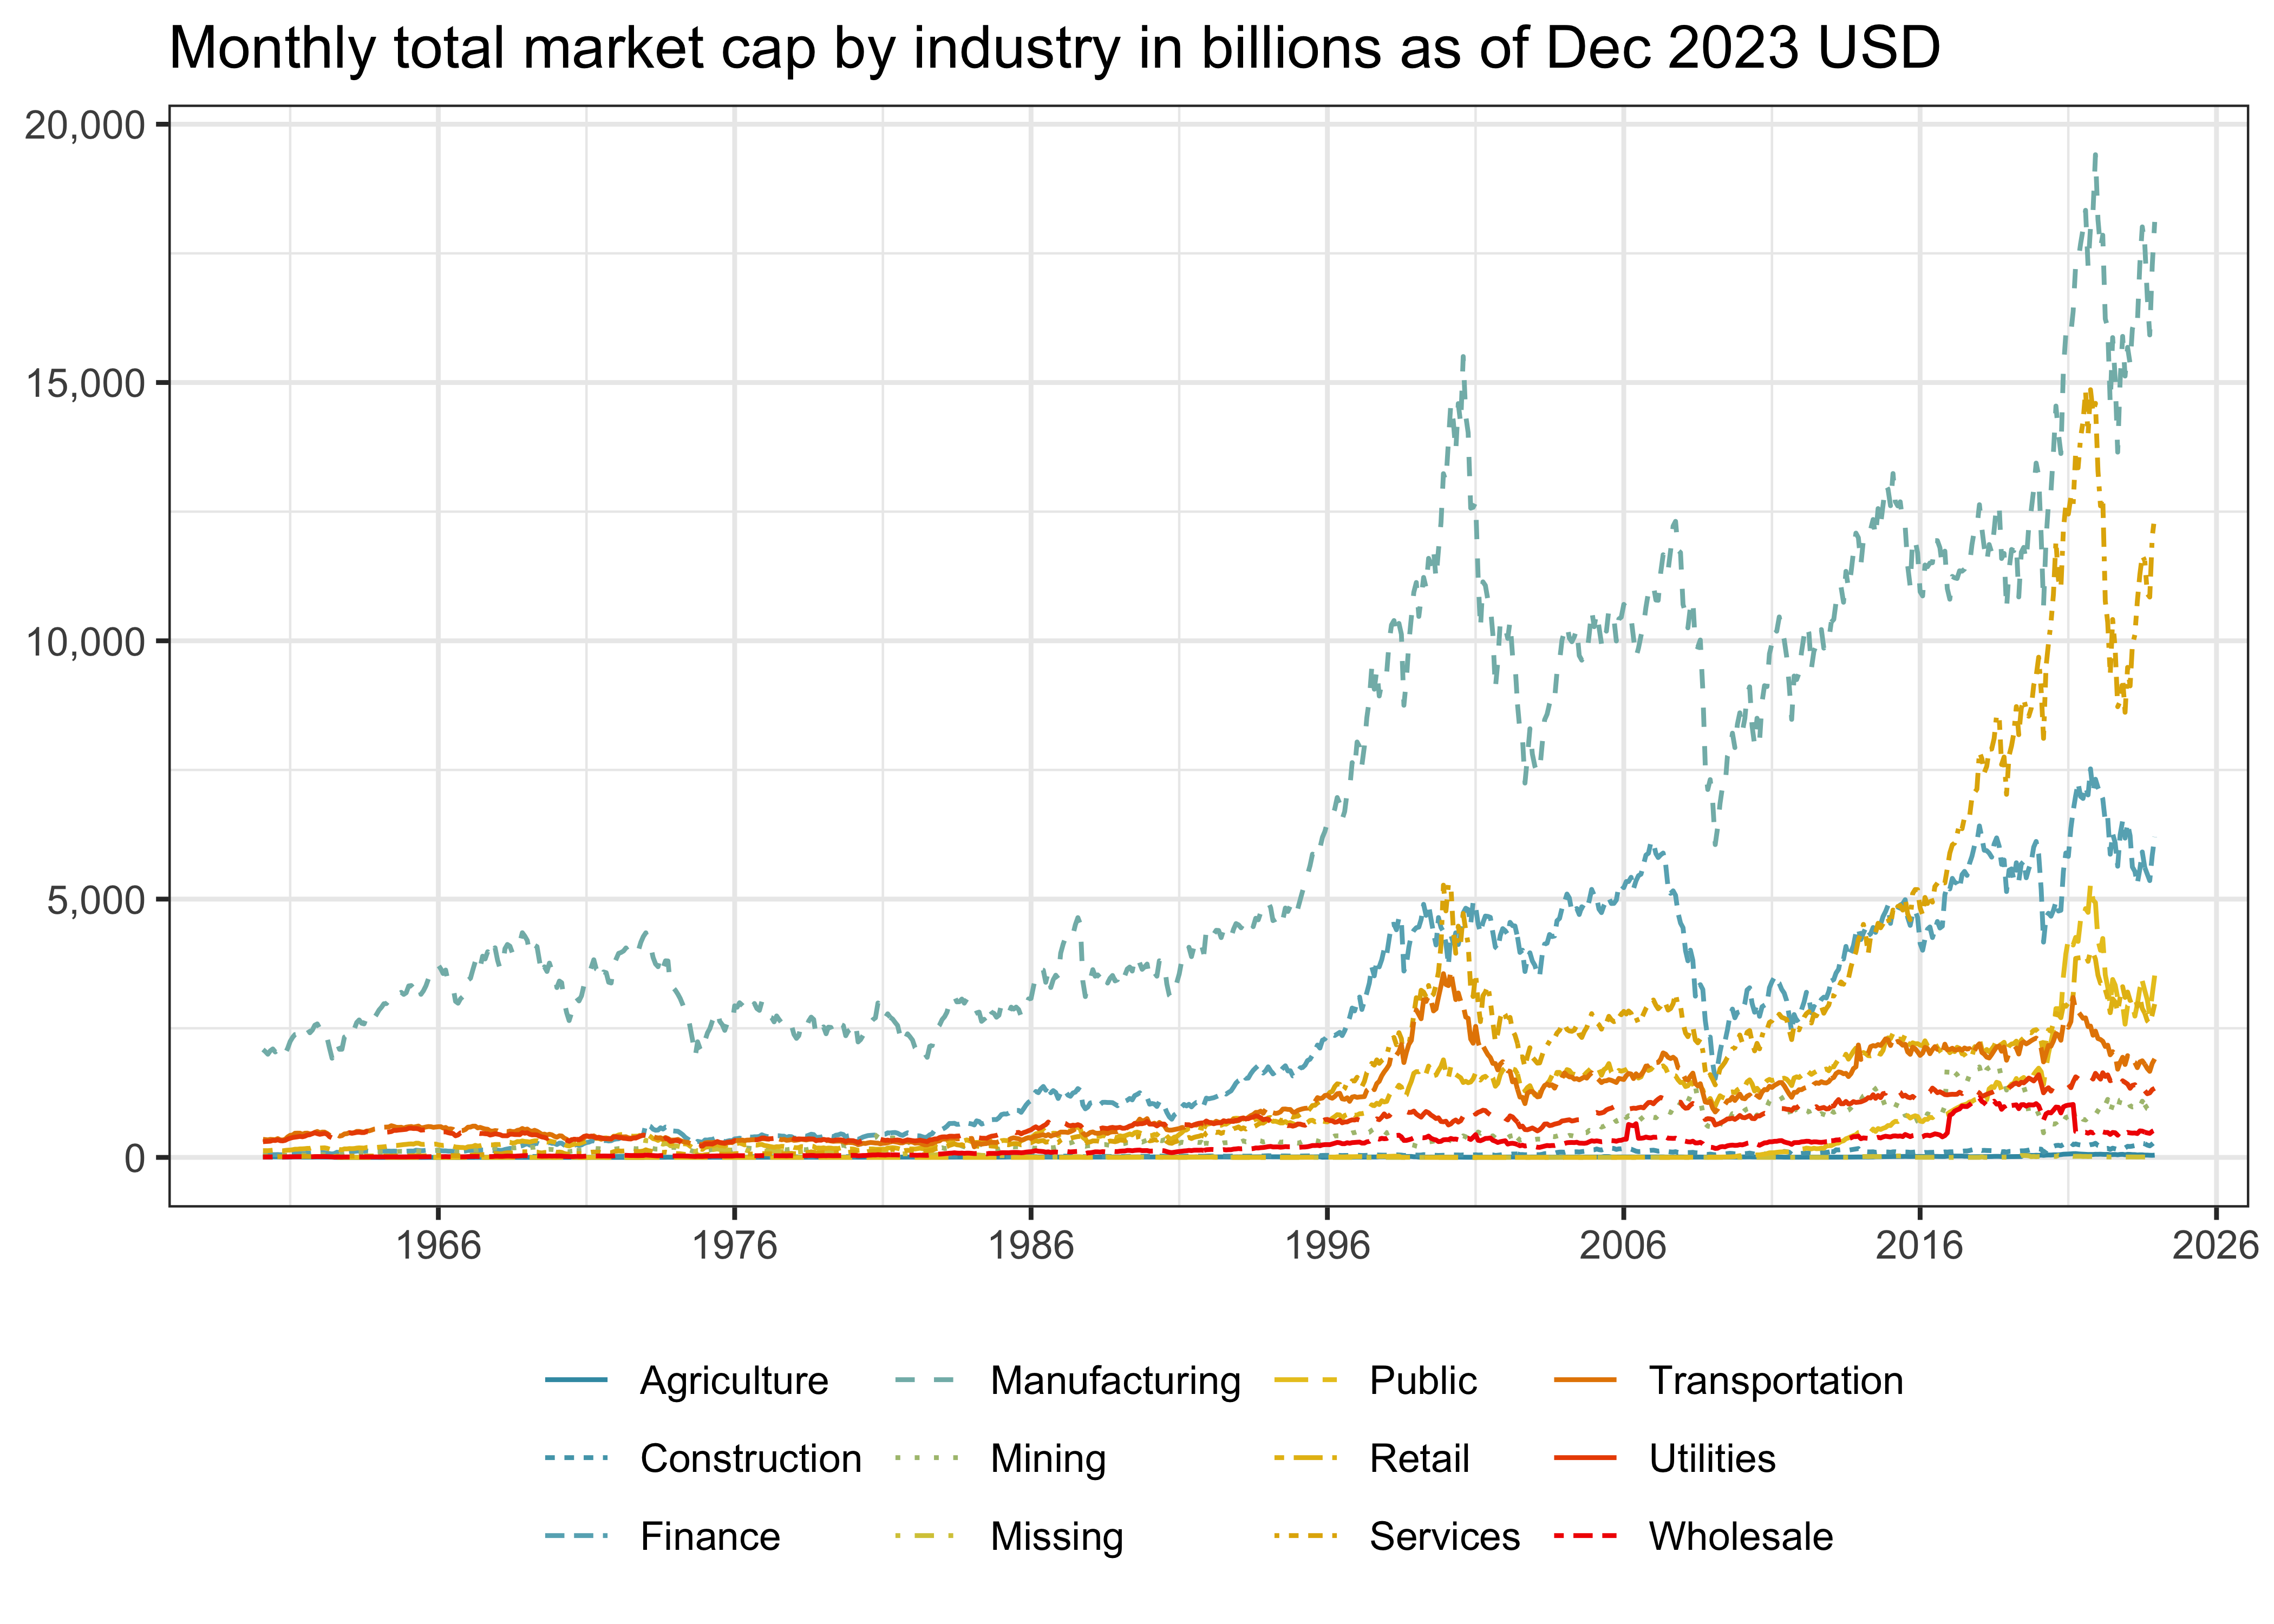 Monthly total market cap by industry in billions as of Dec 2023 USD
20,000
15,000
10,000
5,000
0
1966 1976 1986 1996 2006 2016 2026
Agriculture Manufacturing Public Transportation
Construction Mining Retail Utilities
Finance Missing Services Wholesale